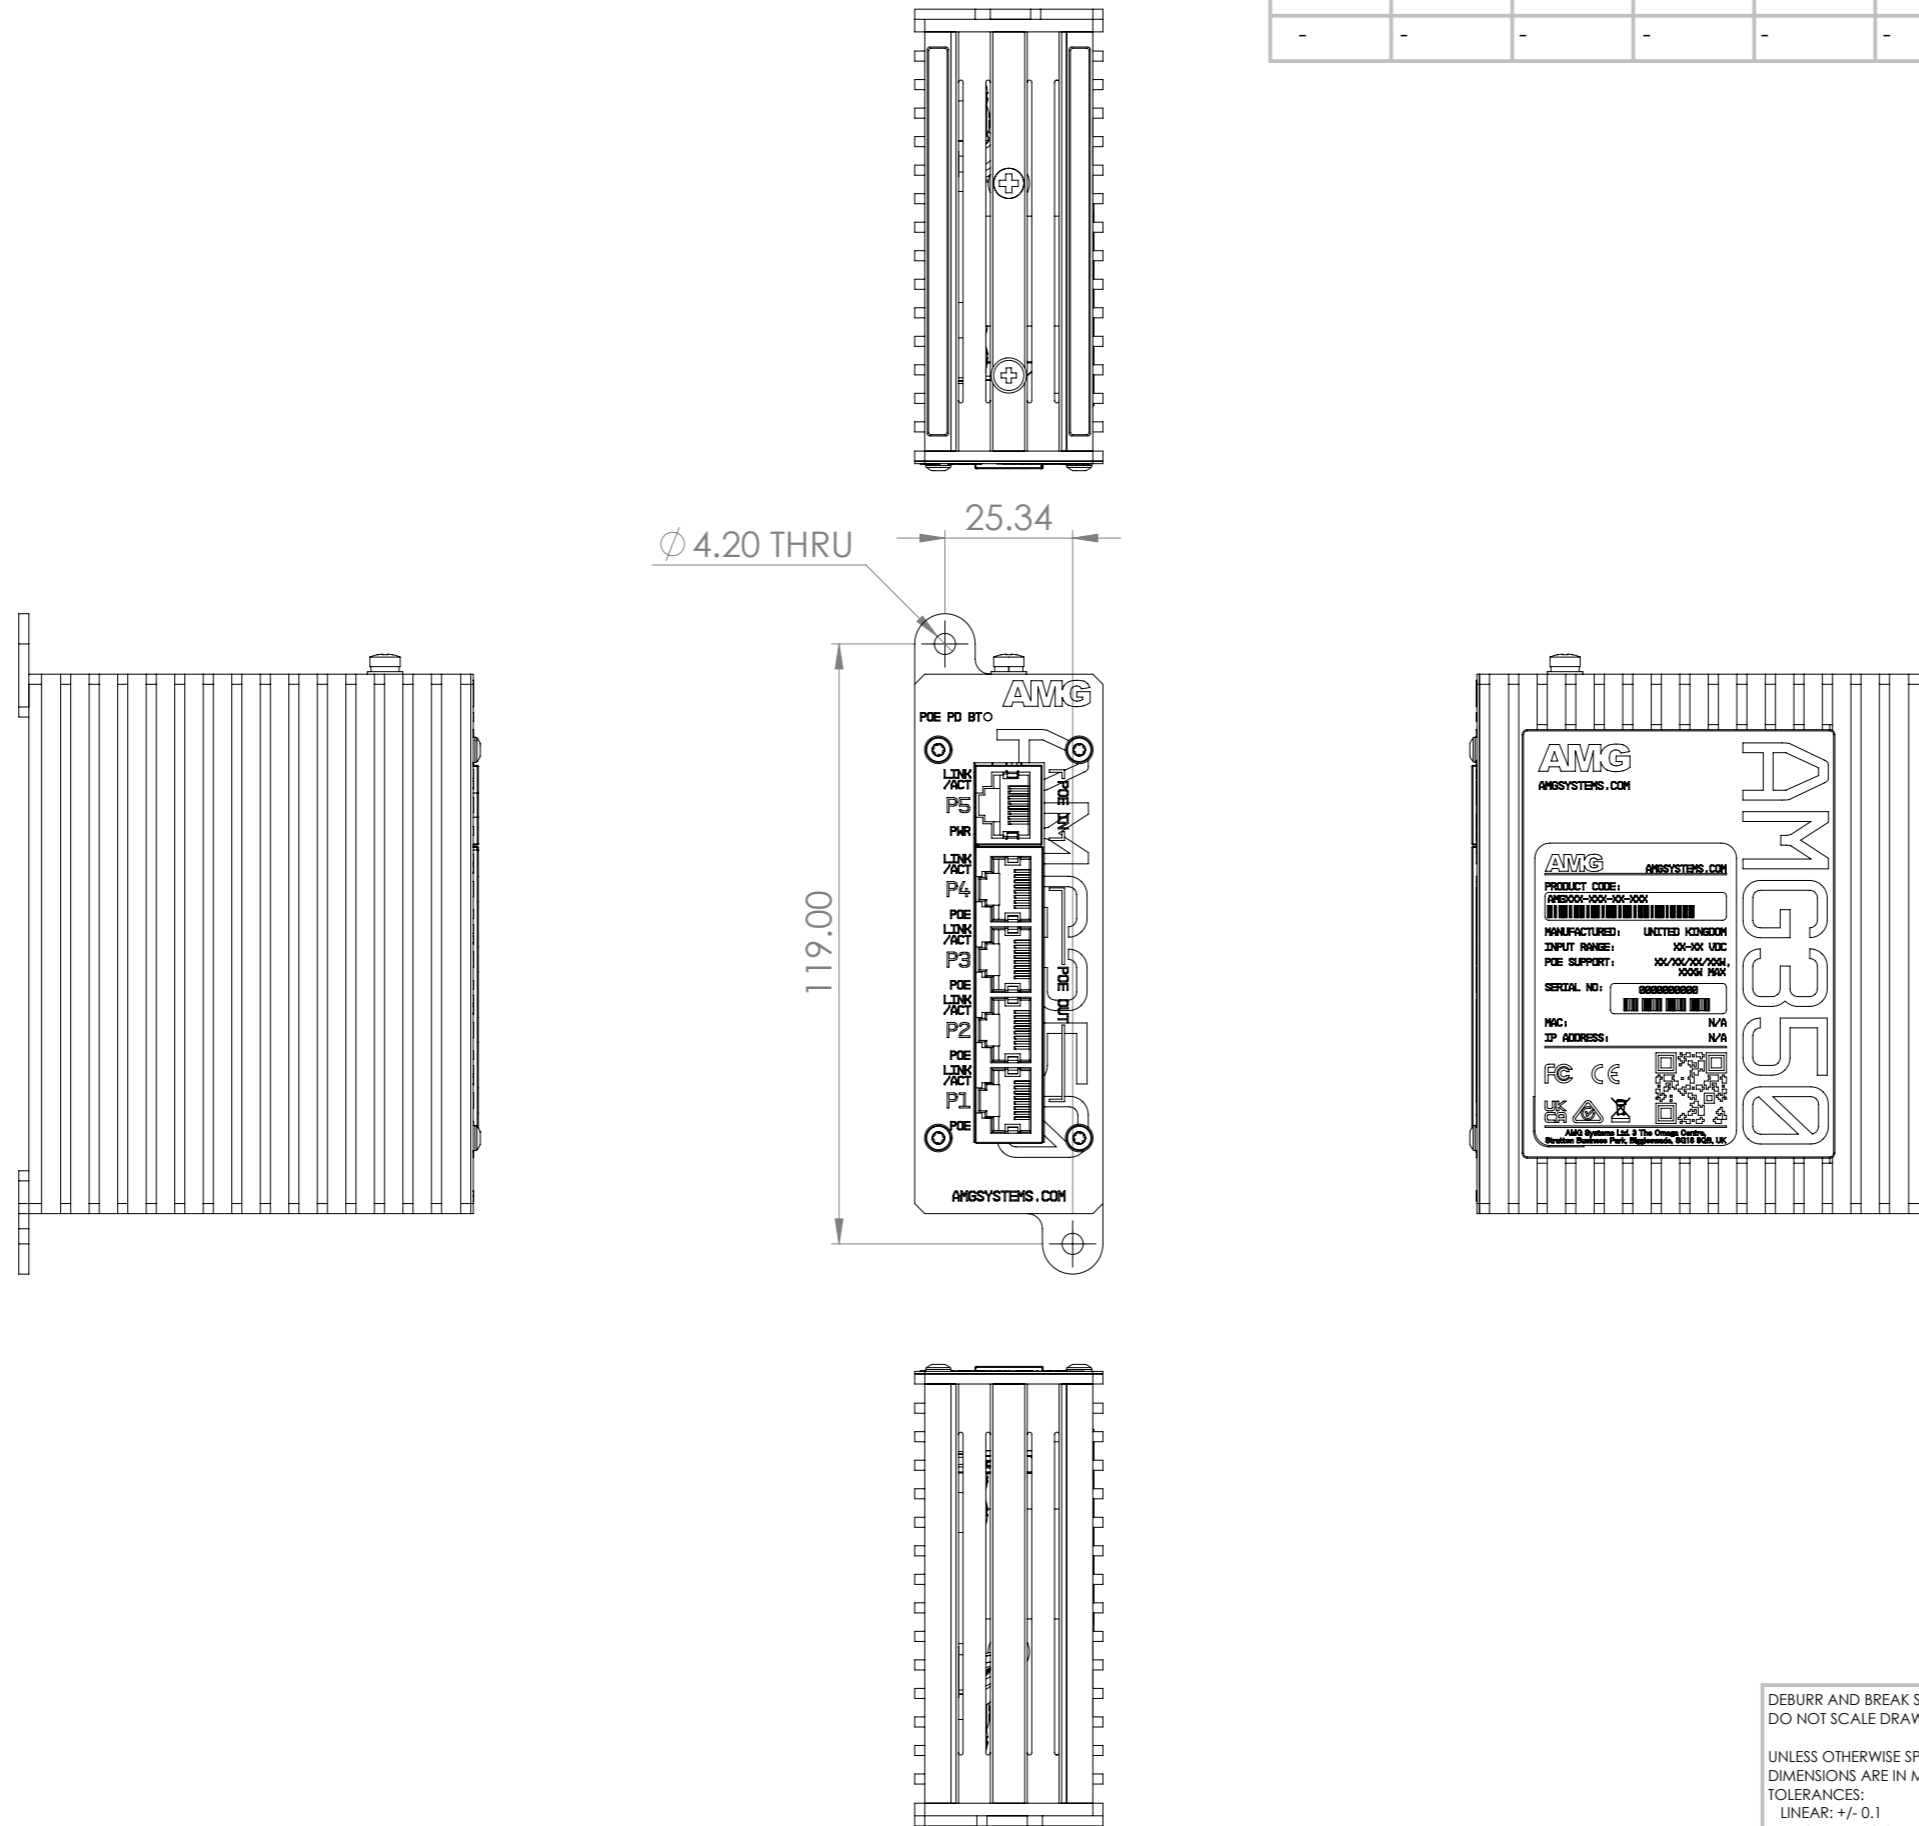 - - - - - -
25.34
Ø 4.20 THRU
119.00
AMG
POE PD BT
LINK
/ACT
P5
PWR
POE IN
LINK
/ACT
P4
POE
LINK
/ACT
P3
POE
LINK
/ACT
P2
POE
LINK
/ACT
P1
POE
POE OUT
AMGSYSTEMS.COM
AMG
AMGSYSTEMS.COM
AMG350
AMG AMGSYSTEMS.COM
PRODUCT CODE:
AMGXXX-XXX-XX-XXX
MANUFACTURED: UNITED KINGDOM
INPUT RANGE: XX-XX VDC
POE SUPPORT: XX/XX/XX/XXW,
XXXW MAX
SERIAL NO: 0000000000
MAC: N/A
IP ADDRESS: N/A
FC CE
UK
CA
AMG Systems Ltd. 3 The Omega Centre,
Stratton Business Park, Biggleswade, SG18 8QB, UK
DEBURR AND BREAK S
DO NOT SCALE DRAW
UNLESS OTHERWISE SP
DIMENSIONS ARE IN M
TOLERANCES:
LINEAR: +/- 0.1